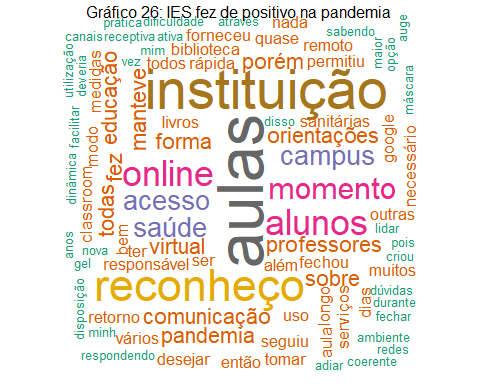 Gráfico 26: IES fez de positivo na pandemia
prática dificuldade através nada sabendo
canais receptiva ativa forneceu quase remoto
mim biblioteca
utilização deveria medidas educação vez todos rápida porém permitiu maior opção auge
instituição
manteve máscara
livros disso sanitárias
facilitar modo fez forma orientações google
aulas
online campus necessário
dinâmica classroom todas acesso momento
saúde alunos outras
lidar
anos nova bem virtual professores pois
gel ter responsável ser além fechou criou
reconheço sobre muitos
disposição dúvidas
durante
retorno comunicação uso aulalongo serviços dias fechar
minh vários pandemia seguiu ambiente
redes
respondendo desejar então tomar adiar coerente